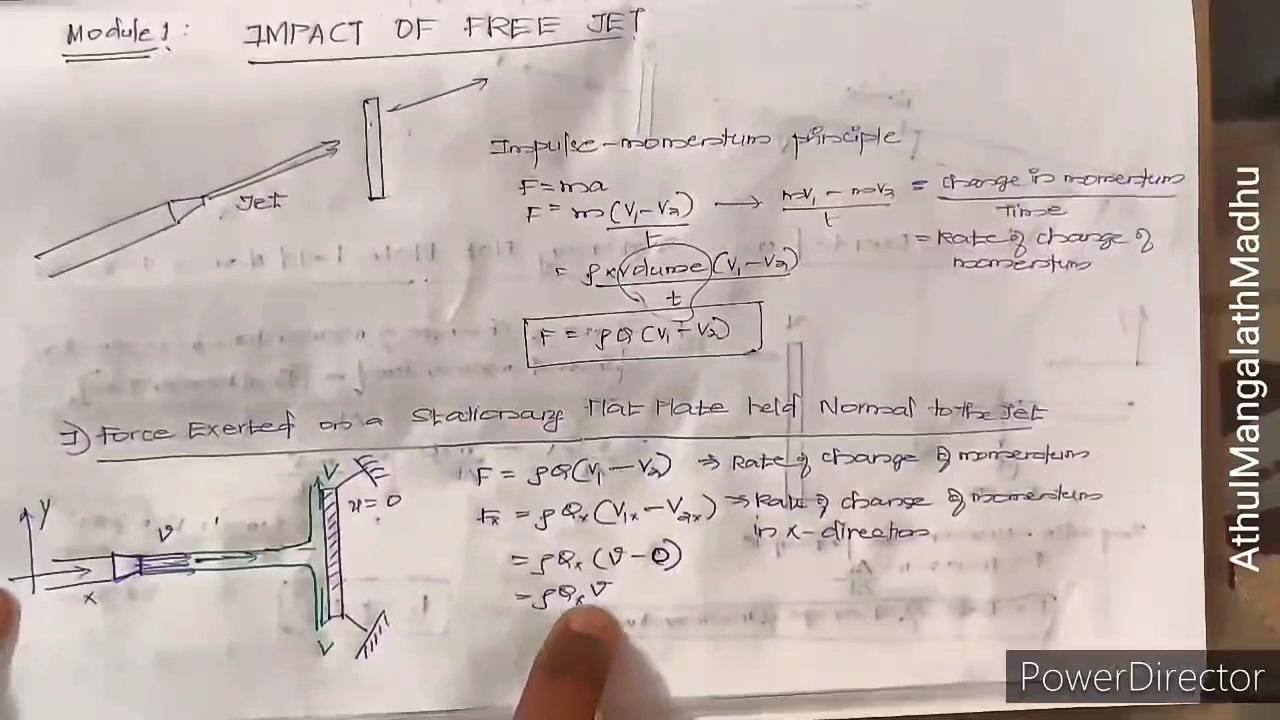 Module 1: IMPACT OF FREE JET
Jet
Impulse-momentum principle
F = ma
F = m(V₁-V₂)/t → mv₁ - mv₂/t = change in momentum/Time
= Rate of change of momentum
= ρ x volume (V₁-V₂)/t
F = ρQ(V₁-V₂)
I) Force Exerted on a Stationary Flat Plate held Normal to the Jet
F = ρQ(V₁-V₂) ⇒ Rate of change of momentum
Fx = ρQx(V₁x-V₂x) ⇒ Rate of change of momentum
in x-direction
= ρQx(V-0)
= ρQxV
y
x
V
V
u=0
V
AthulMangalathMadhu
PowerDirector